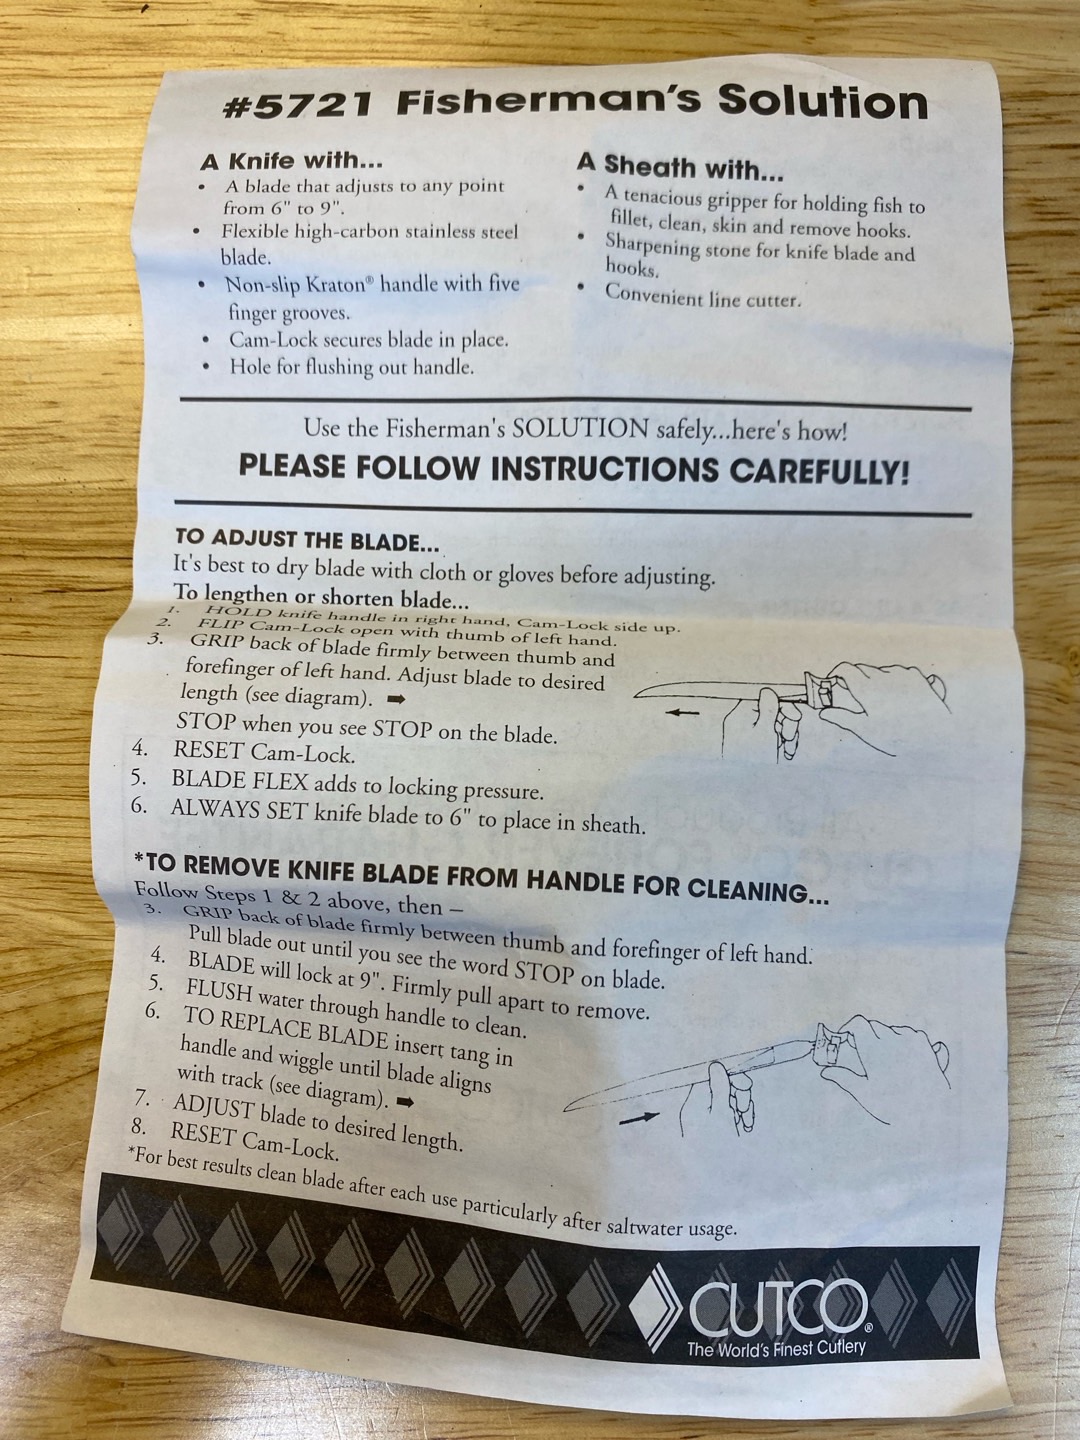 #5721 Fisherman's Solution
A Knife with...
• A blade that adjusts to any point
from 6" to 9".
• Flexible high-carbon stainless steel
blade.
• Non-slip Kraton® handle with five
finger grooves.
• Cam-Lock secures blade in place.
• Hole for flushing out handle.
A Sheath with...
• A tenacious gripper for holding fish to
fillet, clean, skin and remove hooks.
• Sharpening stone for knife blade and
hooks.
• Convenient line cutter.
Use the Fisherman's SOLUTION safely...here's how!
PLEASE FOLLOW INSTRUCTIONS CAREFULLY!
TO ADJUST THE BLADE...
It's best to dry blade with cloth or gloves before adjusting.
To lengthen or shorten blade...
1. HOLD knife handle in right hand, Cam-Lock side up.
2. FLIP Cam-Lock open with thumb of left hand.
3. GRIP back of blade firmly between thumb and
forefinger of left hand. Adjust blade to desired
length (see diagram). ➡
STOP when you see STOP on the blade.
4. RESET Cam-Lock.
5. BLADE FLEX adds to locking pressure.
6. ALWAYS SET knife blade to 6" to place in sheath.
*TO REMOVE KNIFE BLADE FROM HANDLE FOR CLEANING...
Follow Steps 1 & 2 above, then –
3. GRIP back of blade firmly between thumb and forefinger of left hand.
Pull blade out until you see the word STOP on blade.
4. BLADE will lock at 9". Firmly pull apart to remove.
5. FLUSH water through handle to clean.
6. TO REPLACE BLADE insert tang in
handle and wiggle until blade aligns
with track (see diagram). ➡
7. ADJUST blade to desired length.
8. RESET Cam-Lock.
*For best results clean blade after each use particularly after saltwater usage.
CUTCO®
The World's Finest Cutlery